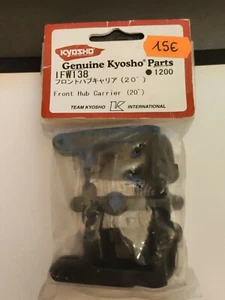 KYOSHO
15€
Genuine Kyosho Parts
IFW138 ●1200
フロントハブキャリア(20°)
Front Hub Carrier (20°)
TEAM KYOSHO K INTERNATIONAL